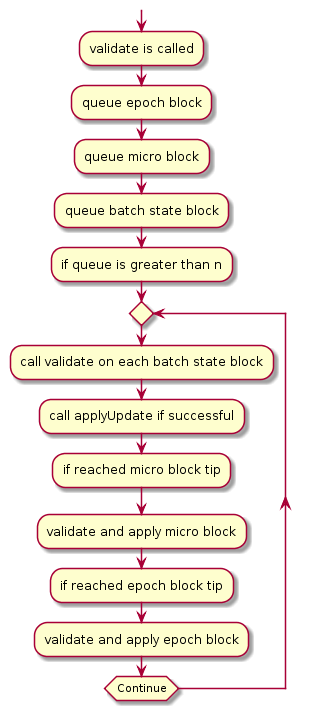 validate is called
queue epoch block
queue micro block
queue batch state block
if queue is greater than n
call validate on each batch state block
call applyUpdate if successful
if reached micro block tip
validate and apply micro block
if reached epoch block tip
validate and apply epoch block
Continue